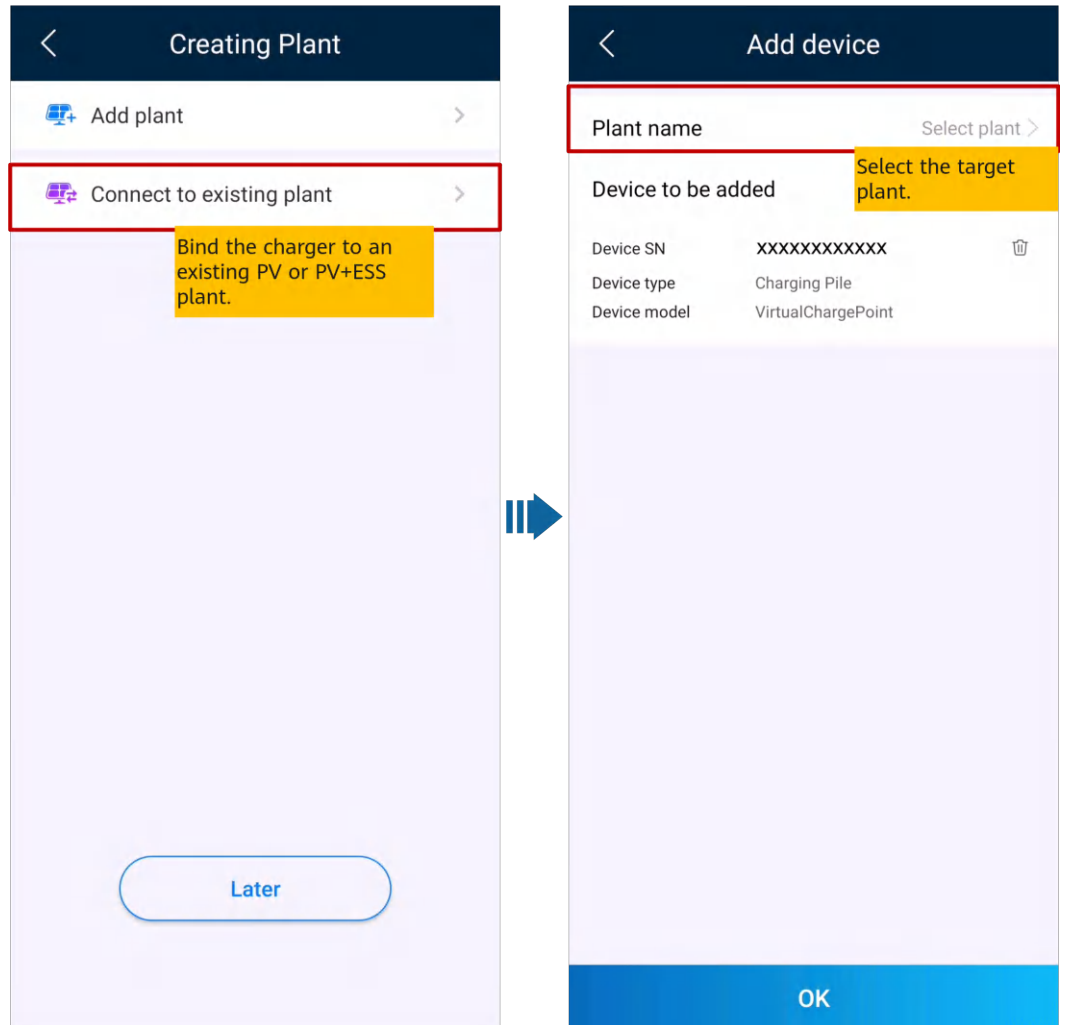 Creating Plant
Add plant
Connect to existing plant
Bind the charger to an
existing PV or PV+ESS
plant.
Later
Add device
Plant name
Select plant
Select the target
plant.
Device to be added
Device SN XXXXXXXXXXXX
Device type Charging Pile
Device model VirtualChargePoint
OK